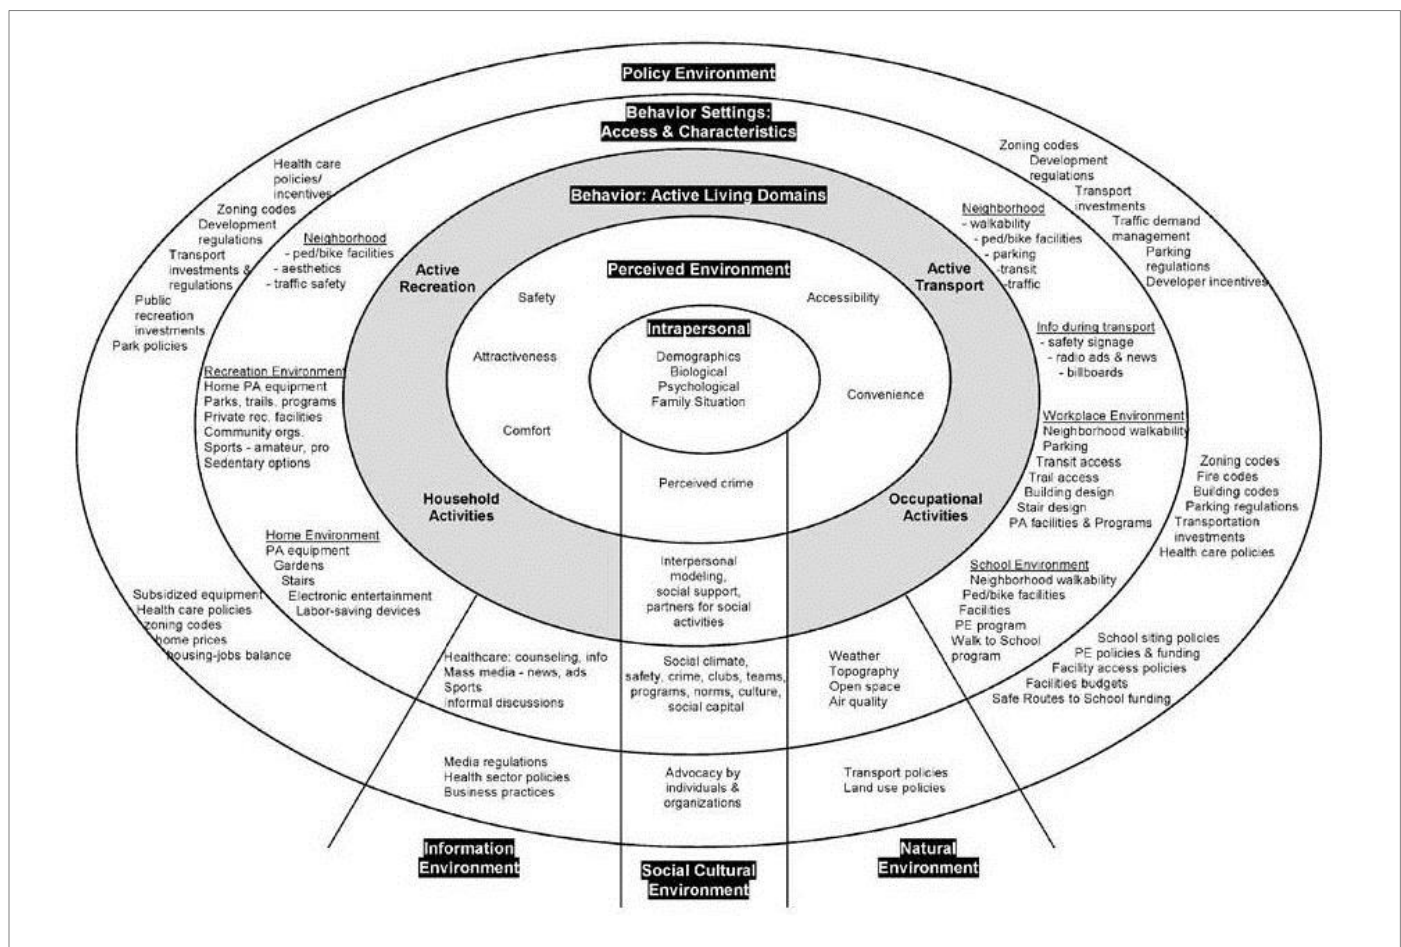 Policy Environment
Behavior Settings:
Access & Characteristics
Behavior: Active Living Domains
Perceived Environment
Intrapersonal
Demographics
Biological
Psychological
Family Situation
Safety
Accessibility
Attractiveness
Convenience
Comfort
Perceived crime
Active
Recreation
Active
Transport
Household
Activities
Occupational
Activities
Interpersonal
modeling,
social support,
partners for social
activities
Health care
policies/
incentives
Zoning codes
Development
regulations
Transport
investments &
regulations
Public
recreation
investments
Park policies
Neighborhood
- ped/bike facilities
- aesthetics
- traffic safety
Recreation Environment
Home PA equipment
Parks, trails. programs
Private rec. facilities
Community orgs.
Sports - amateur, pro
Sedentary options
Home Environment
PA equipment
Gardens
Stairs
Electronic entertainment
Labor-saving devices
Subsidized equipment
Health care policies
zoning codes
home prices
housing-jobs balance
Zoning codes
Development
regulations
Transport
investments
Traffic demand
management
Parking
regulations
Developer incentives
Neighborhood
- walkability
- ped/bike facilities
- parking
-transit
-traffic
Info during transport
- safety signage
- radio ads & news
- billboards
Workplace Environment
Neighborhood walkability
Parking
Transit access
Trail access
Building design
Stair design
PA facilities & Programs
Zoning codes
Fire codes
Building codes
Parking regulations
Transportation
investments
Health care policies
School Environment
Neighborhood walkability
Ped/bike facilities
Facilities
PE program
Walk to School
program
School siting policies
PE policies & funding
Facility access policies
Facilities budgets
Safe Routes to School funding
Healthcare: counseling, info
Mass media - news, ads
Sports
Informal discussions
Social climate,
safety, crime, clubs, teams,
programs, norms, culture,
social capital
Weather
Topography
Open space
Air quality
Media regulations
Health sector policies
Business practices
Advocacy by
individuals &
organizations
Transport policies
Land use policies
Information
Environment
Social Cultural
Environment
Natural
Environment